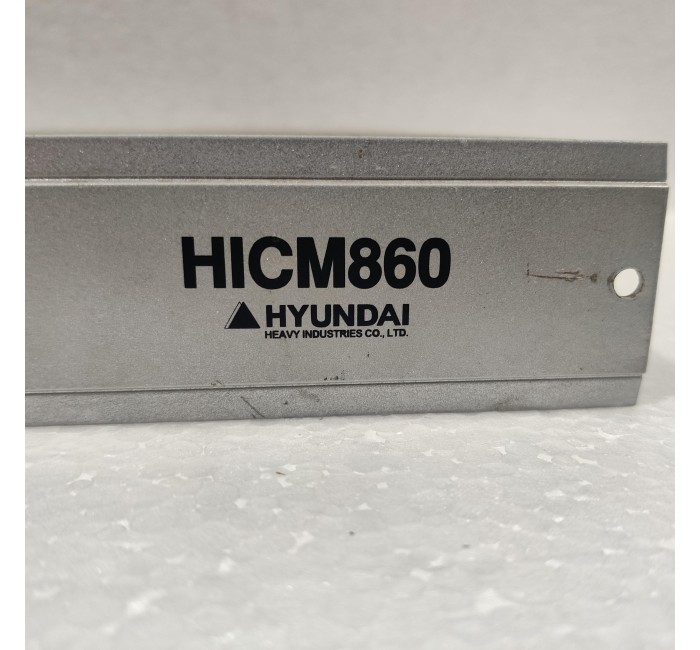 HICM860
HYUNDAI
HEAVY INDUSTRIES CO., LTD.